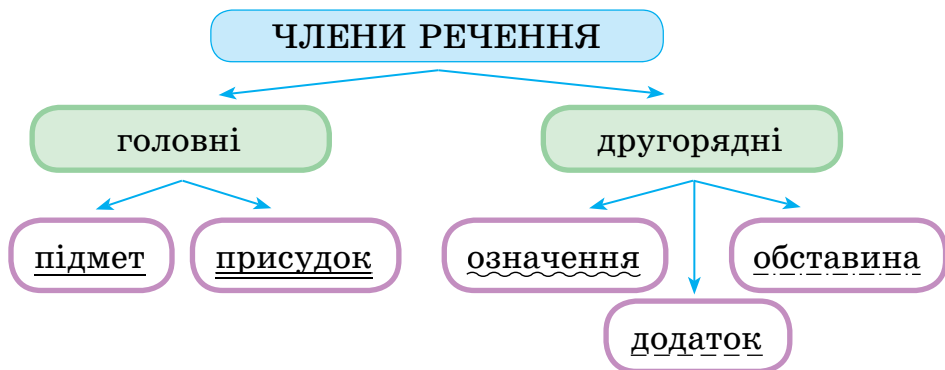 ЧЛЕНИ РЕЧЕННЯ
головні
другорядні
підмет
присудок
означення
обставина
додаток